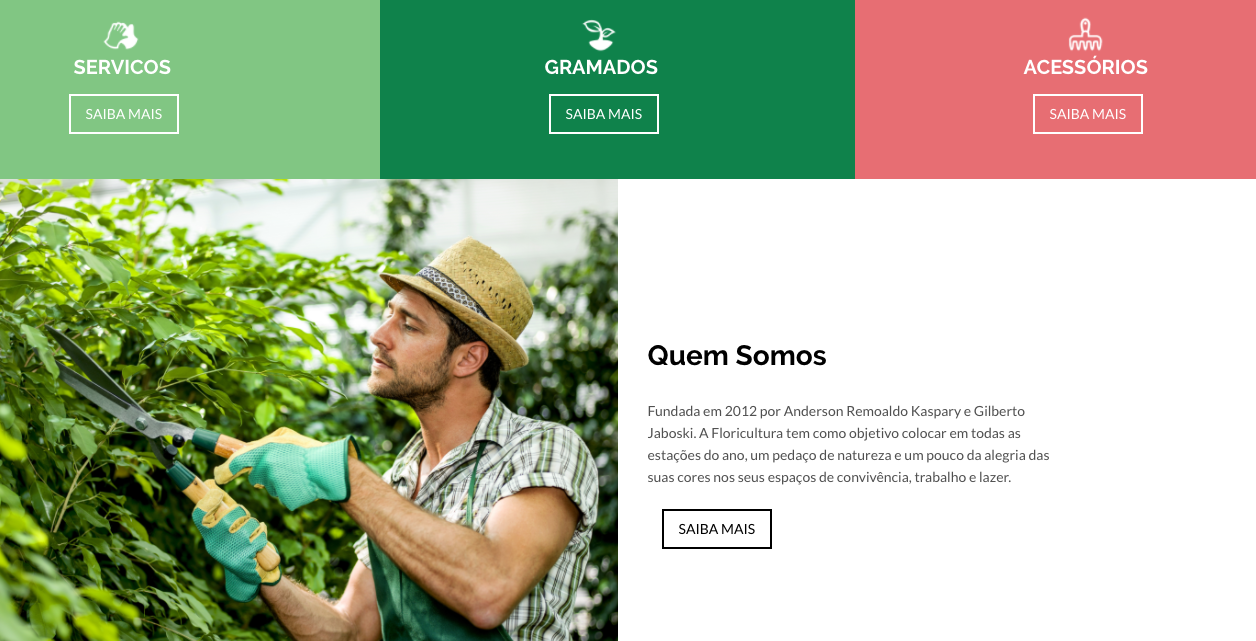 SERVICOS
GRAMADOS
ACESSÓRIOS
SAIBA MAIS
SAIBA MAIS
SAIBA MAIS
Quem Somos
Fundada em 2012 por Anderson Remoaldo Kaspary e Gilberto
Jaboski. A Floricultura tem como objetivo colocar em todas as
estações do ano, um pedaço de natureza e um pouco da alegria das
suas cores nos seus espaços de convivência, trabalho e lazer.
SAIBA MAIS